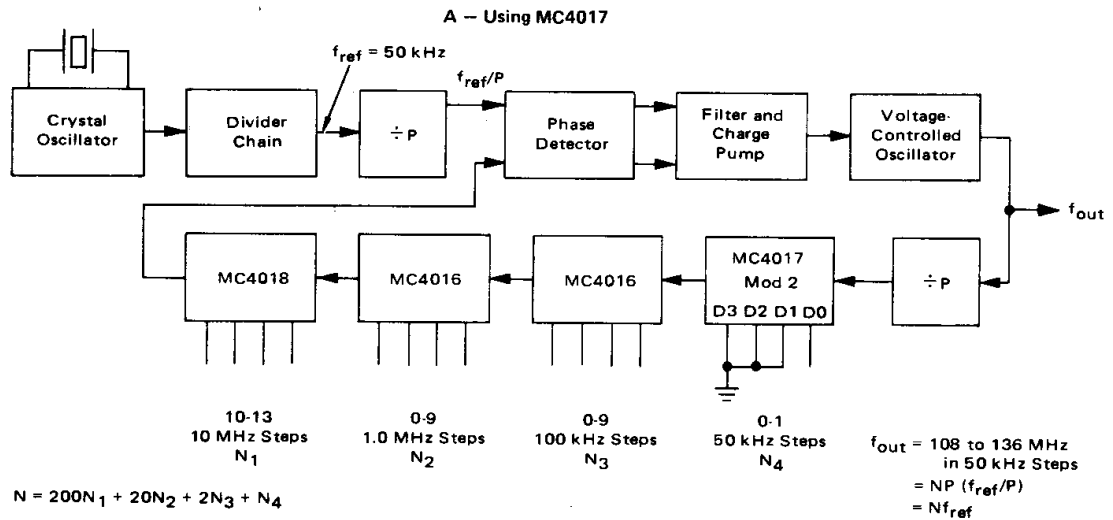 A – Using MC4017
f_ref = 50 kHz
f_ref/P
Crystal
Oscillator
Divider
Chain
÷P
Phase
Detector
Filter and
Charge
Pump
Voltage-
Controlled
Oscillator
f_out
MC4018
MC4016
MC4016
MC4017
Mod 2
D3 D2 D1 D0
÷P
10-13
10 MHz Steps
N1
0-9
1.0 MHz Steps
N2
0-9
100 kHz Steps
N3
0-1
50 kHz Steps
N4
f_out = 108 to 136 MHz
in 50 kHz Steps
= NP (f_ref/P)
= Nf_ref
N = 200N1 + 20N2 + 2N3 + N4